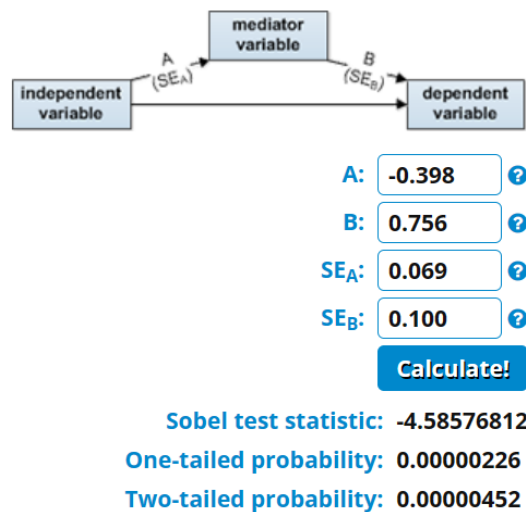 mediator
variable
A
(SEA)
B
(SEB)
independent
variable
dependent
variable
A: -0.398 ?
B: 0.756 ?
SEA: 0.069 ?
SEB: 0.100 ?
Calculate!
Sobel test statistic: -4.58576812
One-tailed probability: 0.00000226
Two-tailed probability: 0.00000452